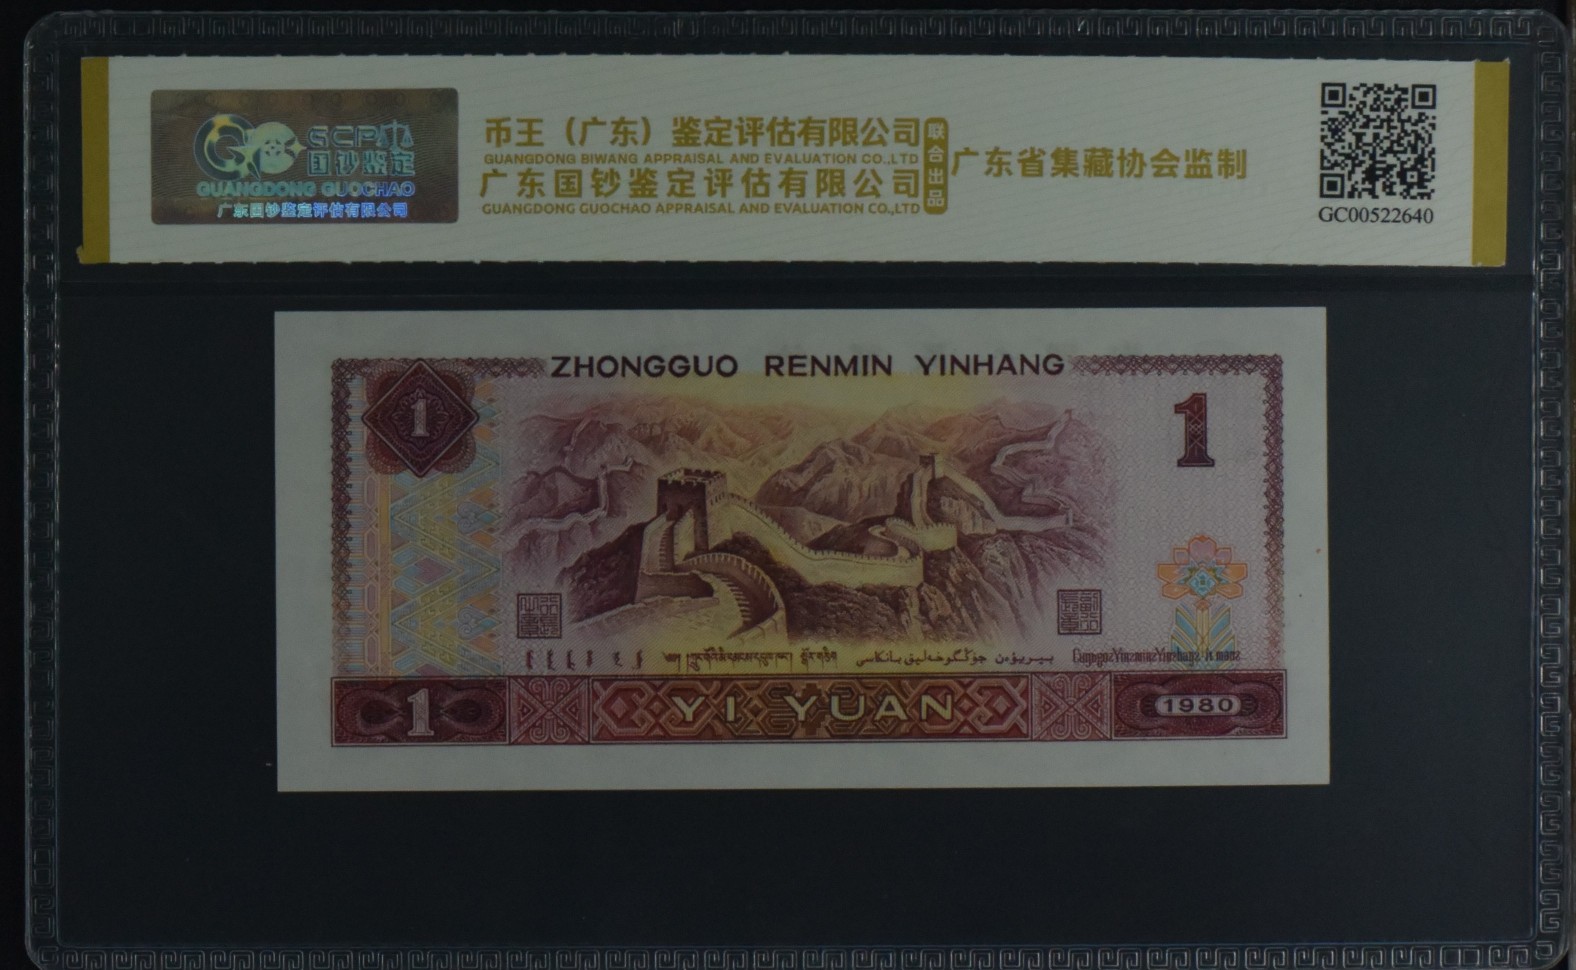 GCP
国钞鉴定
GUANGDONG GUOCHAO
广东国钞鉴定评估有限公司
币王（广东）鉴定评估有限公司
GUANGDONG BIWANG APPRAISAL AND EVALUATION CO.,LTD
广东国钞鉴定评估有限公司
GUANGDONG GUOCHAO APPRAISAL AND EVALUATION CO.,LTD
联合出品
广东省集藏协会监制
GC00522640
ZHONGGUO RENMIN YINHANG
1
1
1
YI YUAN
1980